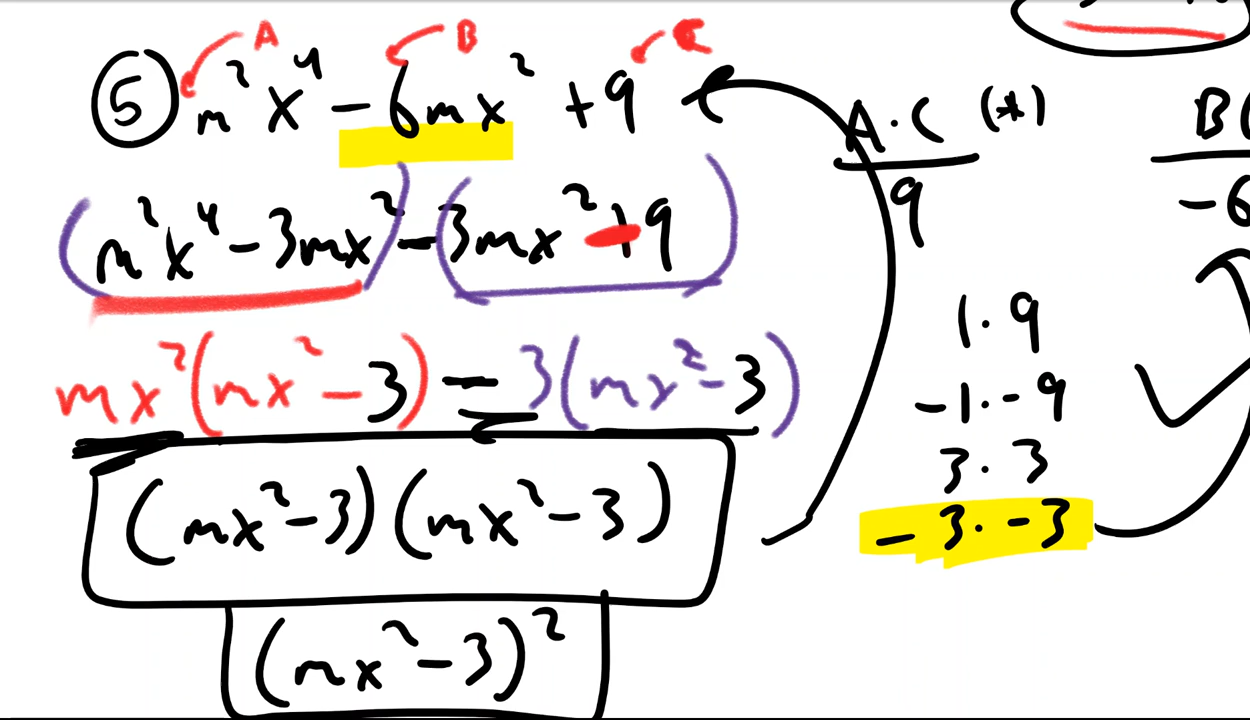 A B C
⑤ m²x⁴ - 6mx² + 9
(m²x⁴ - 3mx²) - (3mx² - 9)
mx²(mx² - 3) - 3(mx² - 3)
(mx² - 3)(mx² - 3)
(mx² - 3)²
A·C (*)
9
1 · 9
-1 · -9
3 · 3
-3 · -3
B(
-6